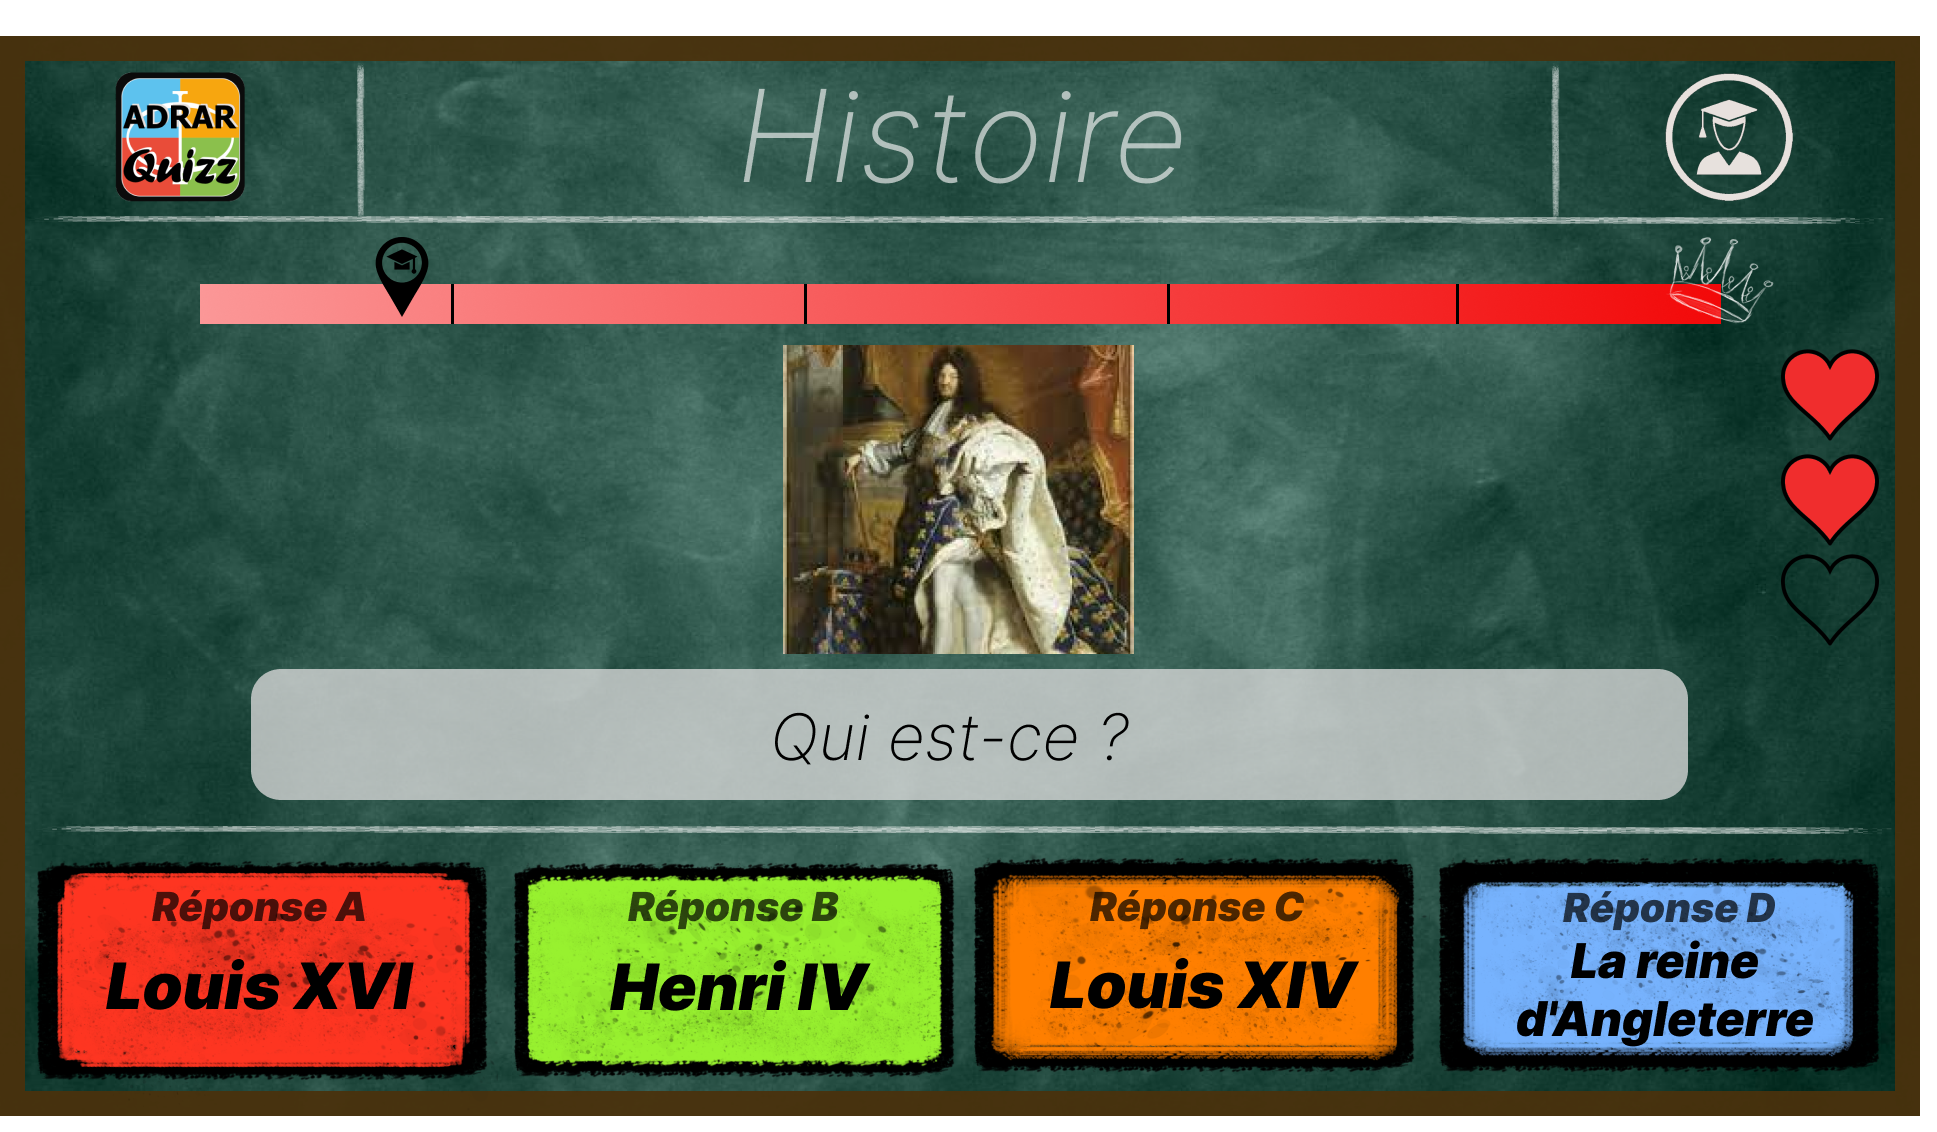 ADRAR
Quizz
Histoire
Qui est-ce ?
Réponse A
Louis XVI
Réponse B
Henri IV
Réponse C
Louis XIV
Réponse D
La reine
d'Angleterre